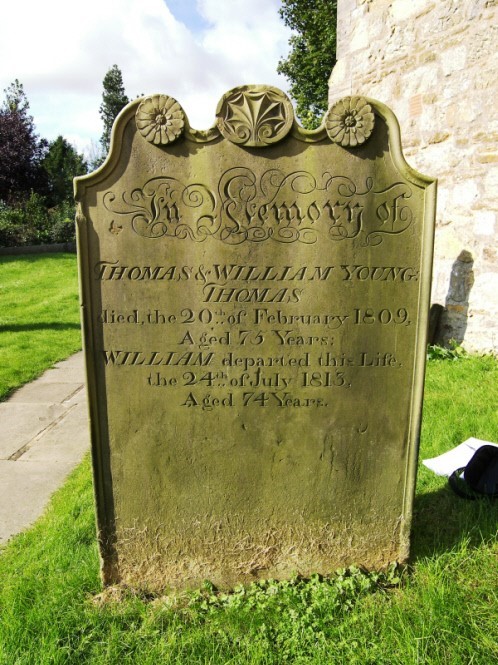 In Memory of
THOMAS & WILLIAM YOUNG:
THOMAS
died, the 20th of February 1809,
Aged 75 Years:
WILLIAM departed this Life,
the 24th of July 1815,
Aged 74 Years.